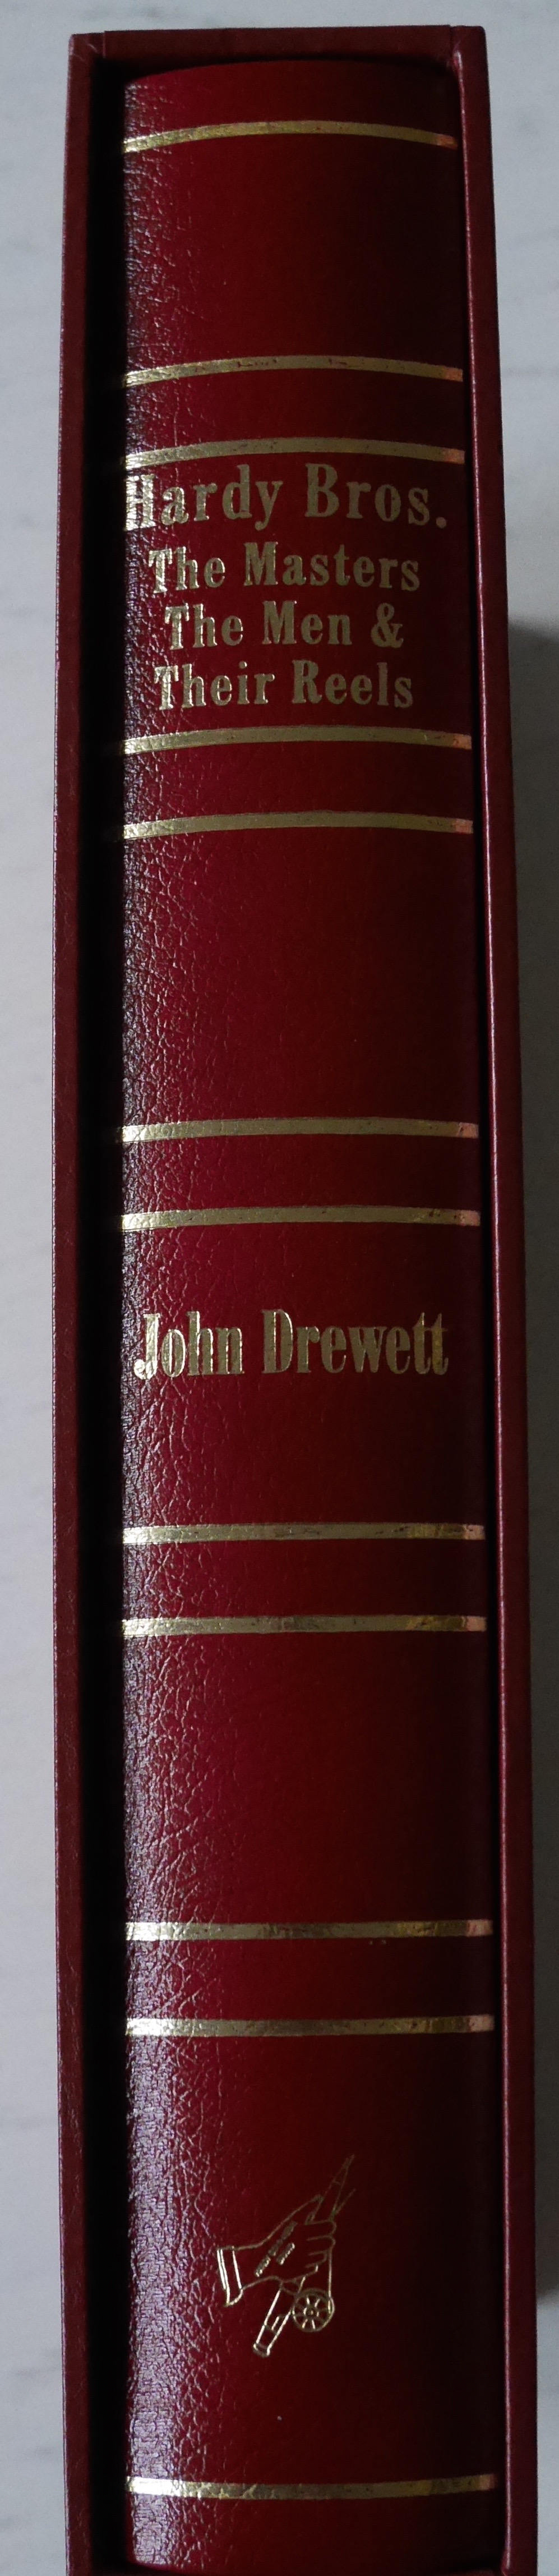 Hardy Bros.
The Masters
The Men &
Their Reels
John Drewett